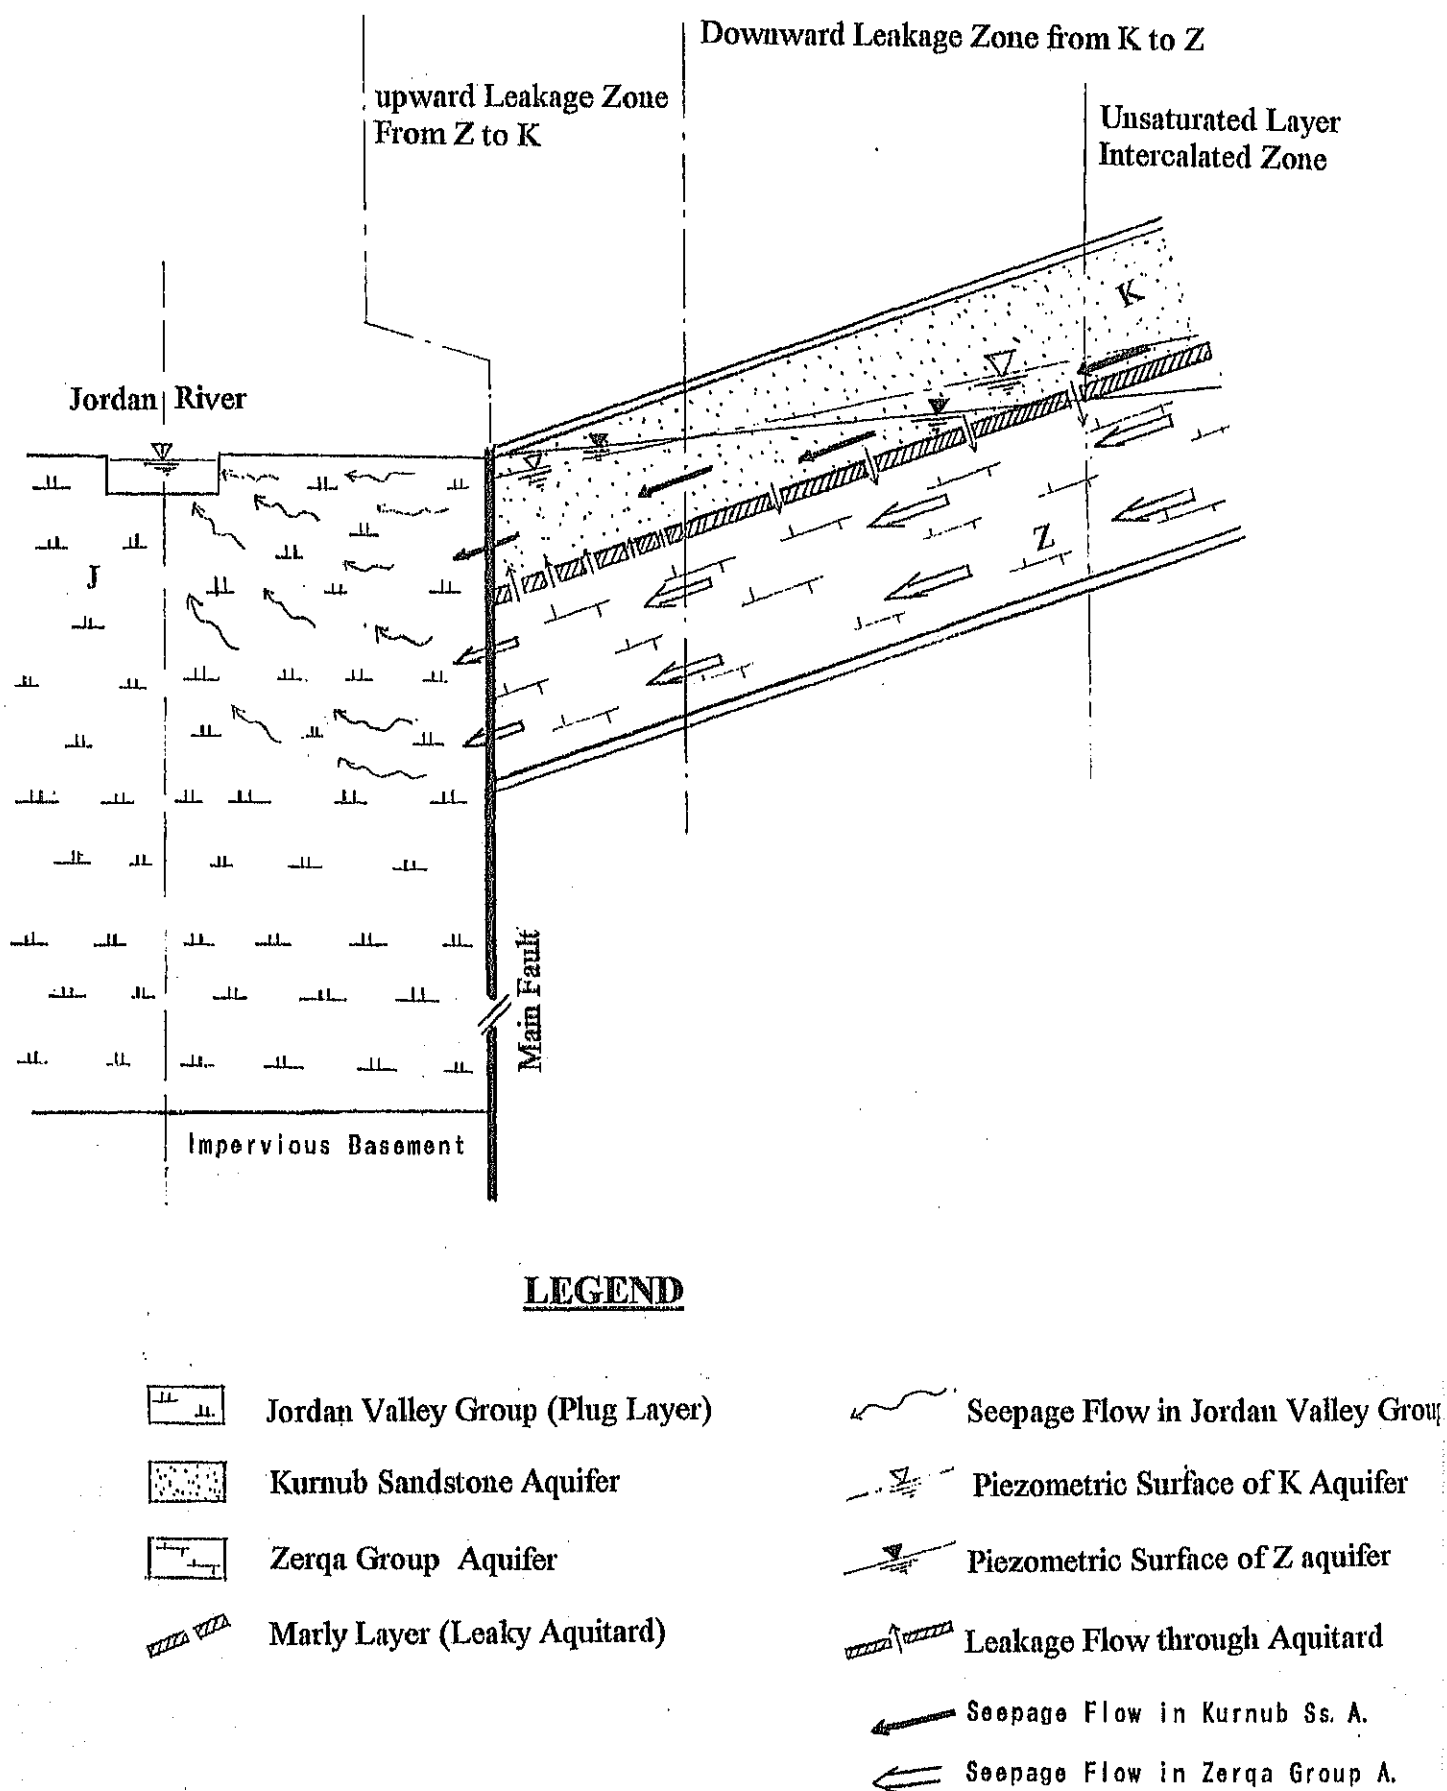 Downward Leakage Zone from K to Z
upward Leakage Zone
From Z to K
Unsaturated Layer
Intercalated Zone
K
Jordan River
J
Z
Main Fault
Impervious Basement
LEGEND
Jordan Valley Group (Plug Layer)
Kurnub Sandstone Aquifer
Zerqa Group Aquifer
Marly Layer (Leaky Aquitard)
Seepage Flow in Jordan Valley Group
Piezometric Surface of K Aquifer
Piezometric Surface of Z aquifer
Leakage Flow through Aquitard
Seepage Flow in Kurnub Ss. A.
Seepage Flow in Zerqa Group A.